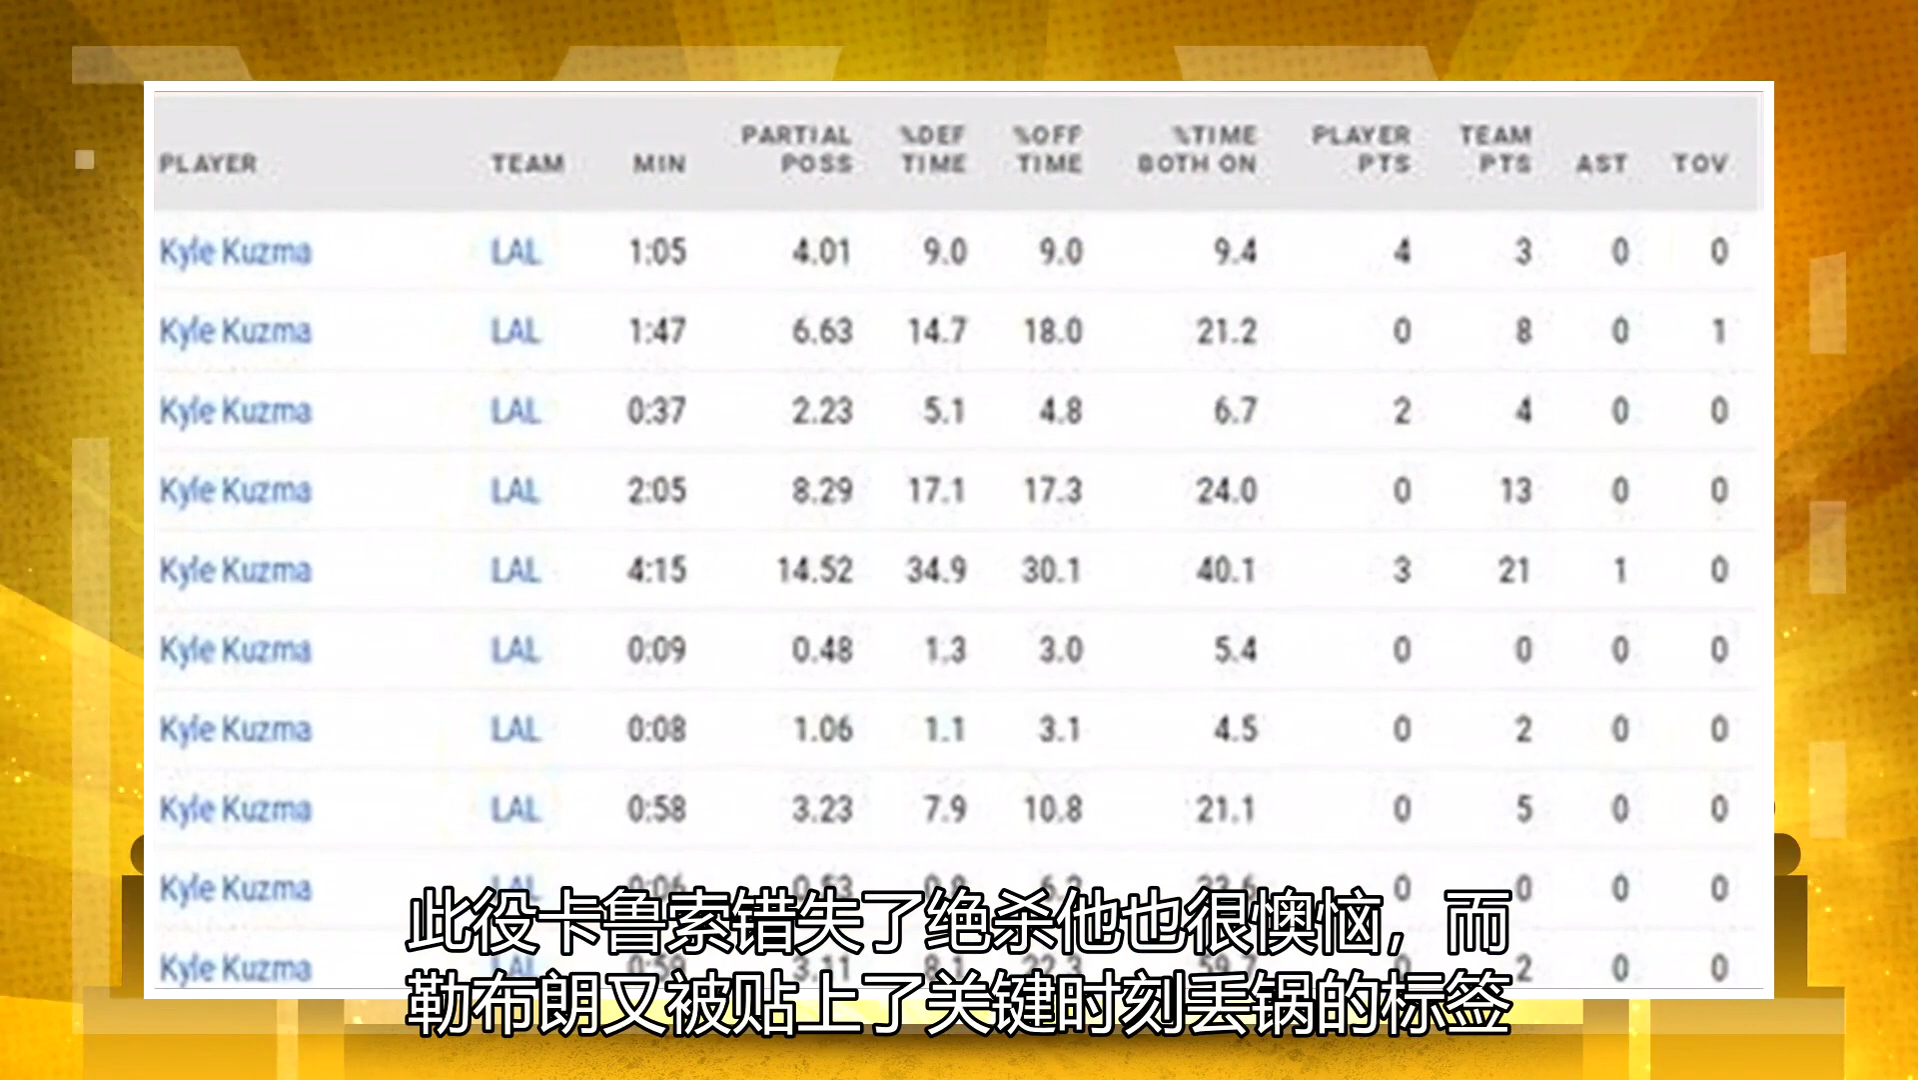 PLAYER TEAM MIN PARTIAL POSS %DEF TIME %OFF TIME %TIME BOTH ON PLAYER PTS TEAM PTS AST TOV
Kyle Kuzma LAL 1:05 4.01 9.0 9.0 9.4 4 3 0 0
Kyle Kuzma LAL 1:47 6.63 14.7 18.0 21.2 0 8 0 1
Kyle Kuzma LAL 0:37 2.23 5.1 4.8 6.7 2 4 0 0
Kyle Kuzma LAL 2:05 8.29 17.1 17.3 24.0 0 13 0 0
Kyle Kuzma LAL 4:15 14.52 34.9 30.1 40.1 3 21 1 0
Kyle Kuzma LAL 0:09 0.48 1.3 3.0 5.4 0 0 0 0
Kyle Kuzma LAL 0:08 1.06 1.1 3.1 4.5 0 2 0 0
Kyle Kuzma LAL 0:58 3.23 7.9 10.8 21.1 0 5 0 0
Kyle Kuzma LAL 0 0 0 0
Kyle Kuzma LAL 2 0 0
此役卡鲁索错失了绝杀他也很懊恼，而
勒布朗又被贴上了关键时刻丢锅的标签